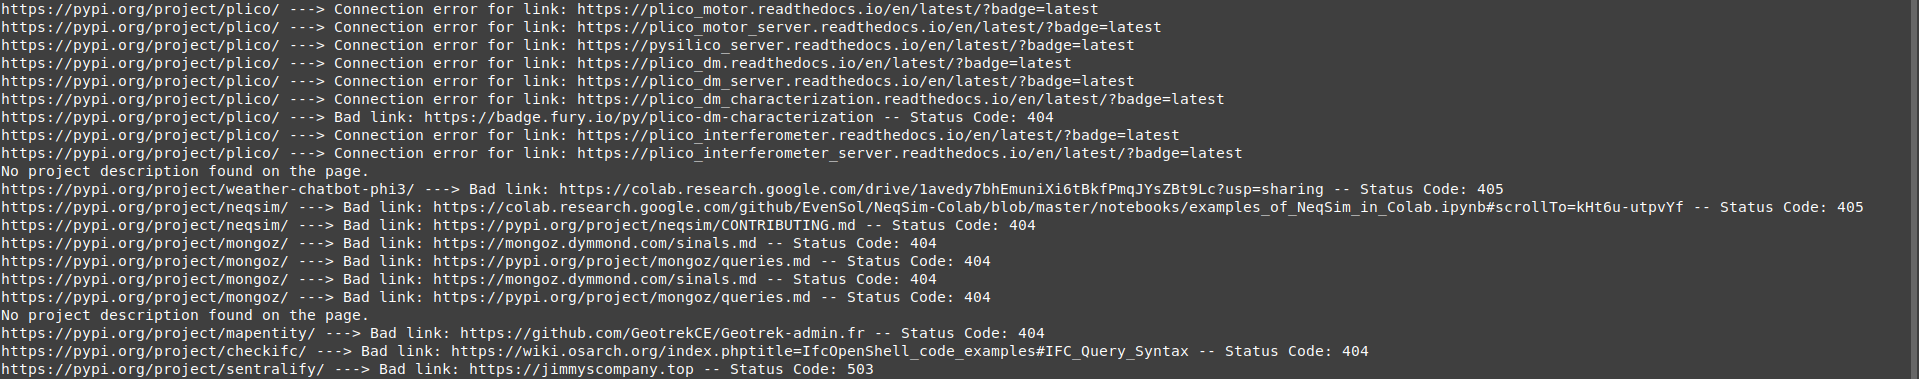 https://pypi.org/project/plico/ ---> Connection error for link: https://plico_motor.readthedocs.io/en/latest/?badge=latest
https://pypi.org/project/plico/ ---> Connection error for link: https://plico_motor_server.readthedocs.io/en/latest/?badge=latest
https://pypi.org/project/plico/ ---> Connection error for link: https://pysilico_server.readthedocs.io/en/latest/?badge=latest
https://pypi.org/project/plico/ ---> Connection error for link: https://plico_dm.readthedocs.io/en/latest/?badge=latest
https://pypi.org/project/plico/ ---> Connection error for link: https://plico_dm_server.readthedocs.io/en/latest/?badge=latest
https://pypi.org/project/plico/ ---> Connection error for link: https://plico_dm_characterization.readthedocs.io/en/latest/?badge=latest
https://pypi.org/project/plico/ ---> Bad link: https://badge.fury.io/py/plico-dm-characterization -- Status Code: 404
https://pypi.org/project/plico/ ---> Connection error for link: https://plico_interferometer.readthedocs.io/en/latest/?badge=latest
https://pypi.org/project/plico/ ---> Connection error for link: https://plico_interferometer_server.readthedocs.io/en/latest/?badge=latest
No project description found on the page.
https://pypi.org/project/weather-chatbot-phi3/ ---> Bad link: https://colab.research.google.com/drive/1avedy7bhEmuniXi6tBkfPmqJYsZBt9Lc?usp=sharing -- Status Code: 405
https://pypi.org/project/neqsim/ ---> Bad link: https://colab.research.google.com/github/EvenSol/NeqSim-Colab/blob/master/notebooks/examples_of_NeqSim_in_Colab.ipynb#scrollTo=kHt6u-utpvYf -- Status Code: 405
https://pypi.org/project/neqsim/ ---> Bad link: https://pypi.org/project/neqsim/CONTRIBUTING.md -- Status Code: 404
https://pypi.org/project/mongoz/ ---> Bad link: https://mongoz.dymmond.com/sinals.md -- Status Code: 404
https://pypi.org/project/mongoz/ ---> Bad link: https://pypi.org/project/mongoz/queries.md -- Status Code: 404
https://pypi.org/project/mongoz/ ---> Bad link: https://mongoz.dymmond.com/sinals.md -- Status Code: 404
https://pypi.org/project/mongoz/ ---> Bad link: https://pypi.org/project/mongoz/queries.md -- Status Code: 404
No project description found on the page.
https://pypi.org/project/mapentity/ ---> Bad link: https://github.com/GeotrekCE/Geotrek-admin.fr -- Status Code: 404
https://pypi.org/project/checkifc/ ---> Bad link: https://wiki.osarch.org/index.phptitle=IfcOpenShell_code_examples#IFC_Query_Syntax -- Status Code: 404
https://pypi.org/project/sentralify/ ---> Bad link: https://jimmyscompany.top -- Status Code: 503